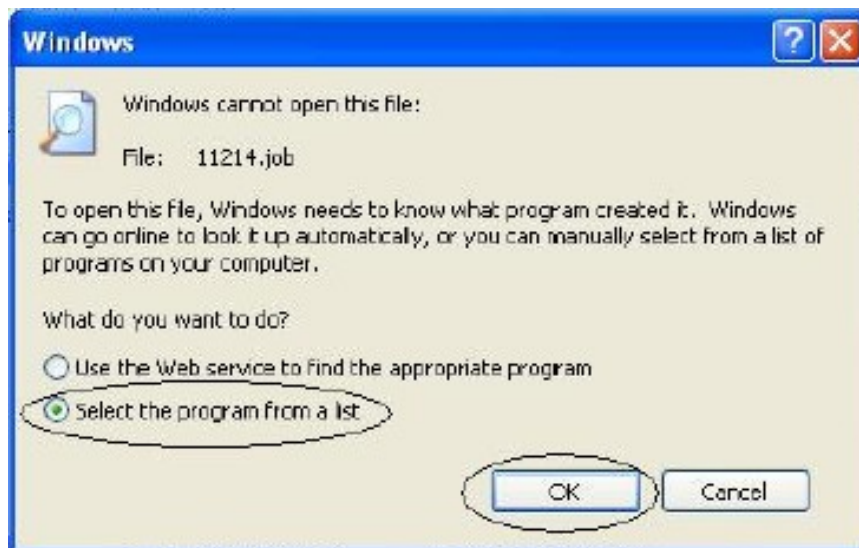 Windows
Windows cannot open this file:
File: 11214.job
To open this file, Windows needs to know what program created it. Windows
can go online to look it up automatically, or you can manually select from a list of
programs on your computer.
What do you want to do?
Use the Web service to find the appropriate program
Select the program from a list
OK Cancel